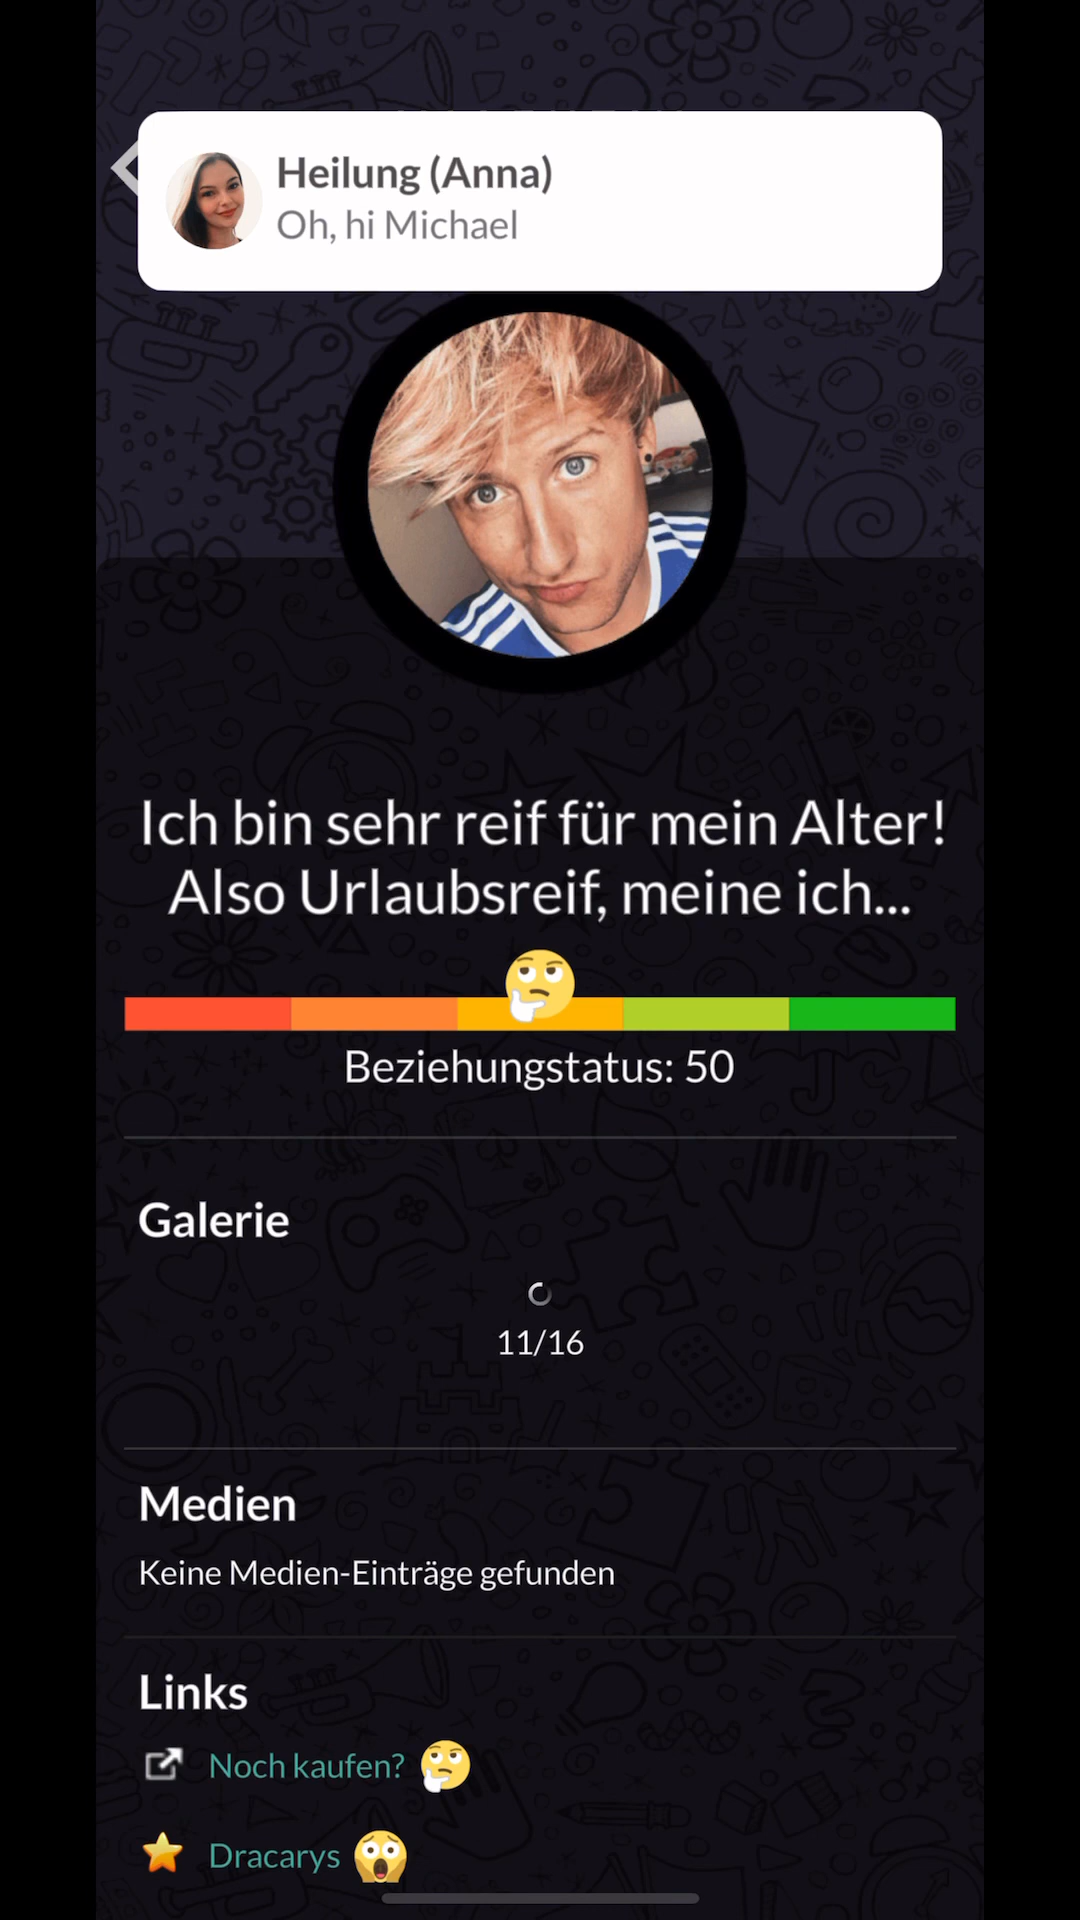 Heilung (Anna)
Oh, hi Michael
Ich bin sehr reif für mein Alter!
Also Urlaubsreif, meine ich...
Beziehungstatus: 50
Galerie
11/16
Medien
Keine Medien-Einträge gefunden
Links
Noch kaufen? 🤔
Dracarys 😱